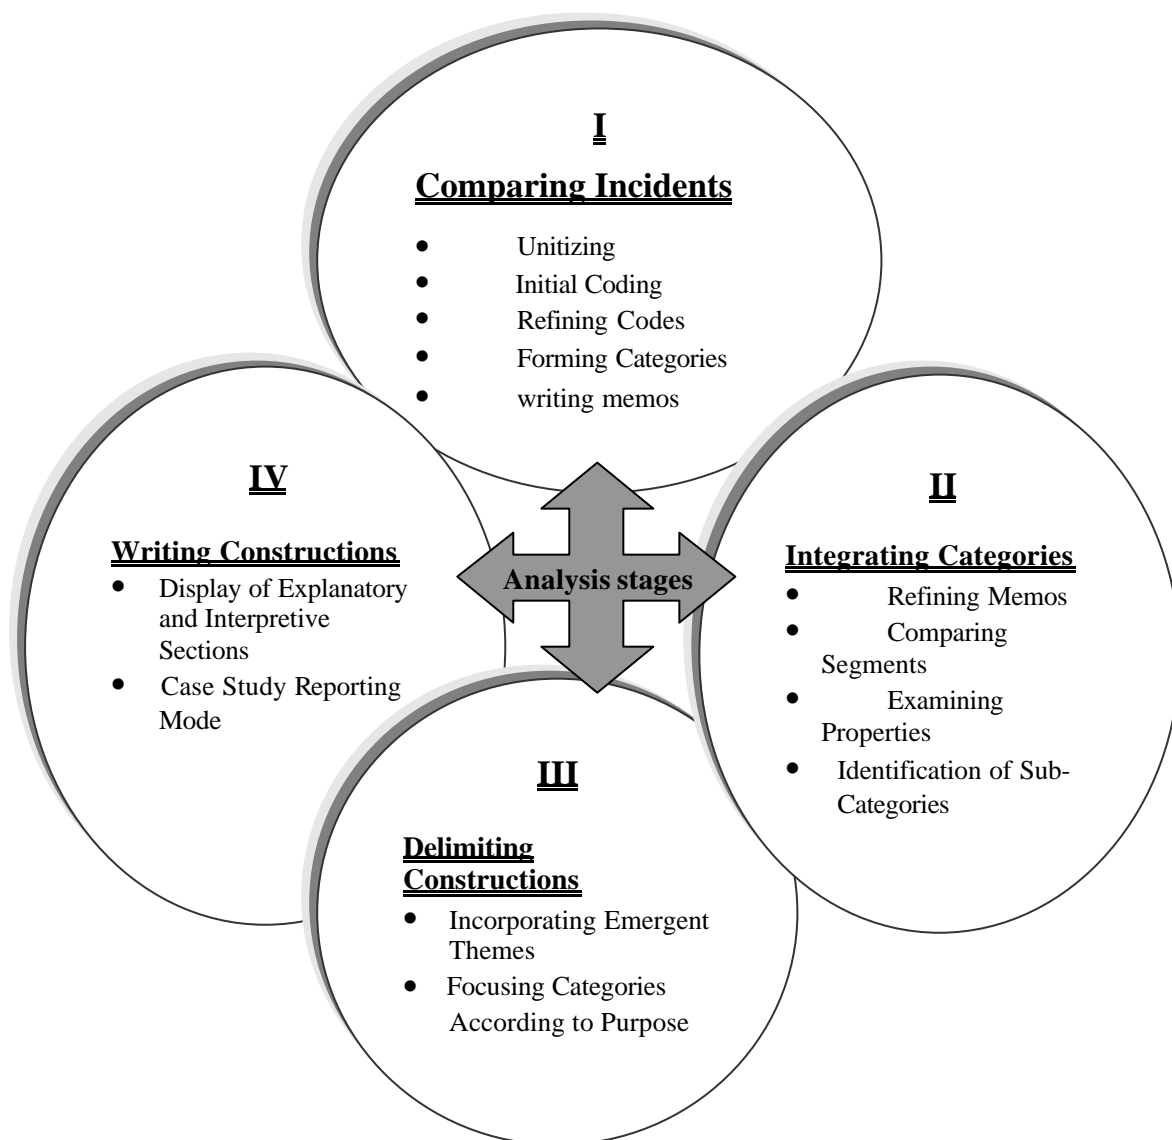 I
Comparing Incidents
• Unitizing
• Initial Coding
• Refining Codes
• Forming Categories
• writing memos
II
Integrating Categories
• Refining Memos
• Comparing
Segments
• Examining
Properties
• Identification of Sub-
Categories
III
Delimiting
Constructions
• Incorporating Emergent
Themes
• Focusing Categories
According to Purpose
IV
Writing Constructions
• Display of Explanatory
and Interpretive
Sections
• Case Study Reporting
Mode
Analysis stages